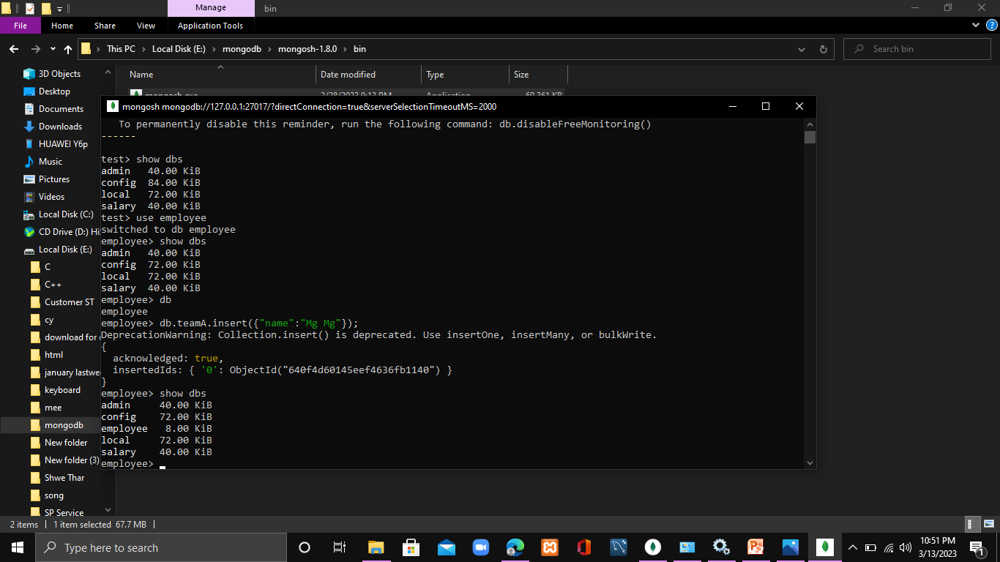 Manage
bin
File
Home
Share
View
Application Tools
This PC
Local Disk (E:)
mongodb
mongosh-1.8.0
bin
Search bin
Name
Date modified
Type
Size
mongosh.exe
2/28/2023 9:13 PM
Application
69,361 KB
3D Objects
Desktop
Documents
Downloads
HUAWEI Y6p
Music
Pictures
Videos
Local Disk (C:)
CD Drive (D:) Hi
Local Disk (E:)
C
C++
Customer ST
cy
download for
html
january lastwe
keyboard
mee
mongodb
New folder
New folder (3)
Shwe Thar
song
SP Service
mongosh mongodb://127.0.0.1:27017/?directConnection=true&serverSelectionTimeoutMS=2000
To permanently disable this reminder, run the following command: db.disableFreeMonitoring()
------
test> show dbs
admin   40.00 KiB
config  84.00 KiB
local   72.00 KiB
salary  40.00 KiB
test> use employee
switched to db employee
employee> show dbs
admin   40.00 KiB
config  72.00 KiB
local   72.00 KiB
salary  40.00 KiB
employee> db
employee
employee> db.teamA.insert({"name":"Mg Mg"});
DeprecationWarning: Collection.insert() is deprecated. Use insertOne, insertMany, or bulkWrite.
{
  acknowledged: true,
  insertedIds: { '0': ObjectId("640f4d60145eef4636fb1140") }
}
employee> show dbs
admin     40.00 KiB
config    72.00 KiB
employee   8.00 KiB
local     72.00 KiB
salary    40.00 KiB
employee>
2 items
1 item selected 67.7 MB
Type here to search
10:51 PM
3/13/2023
1